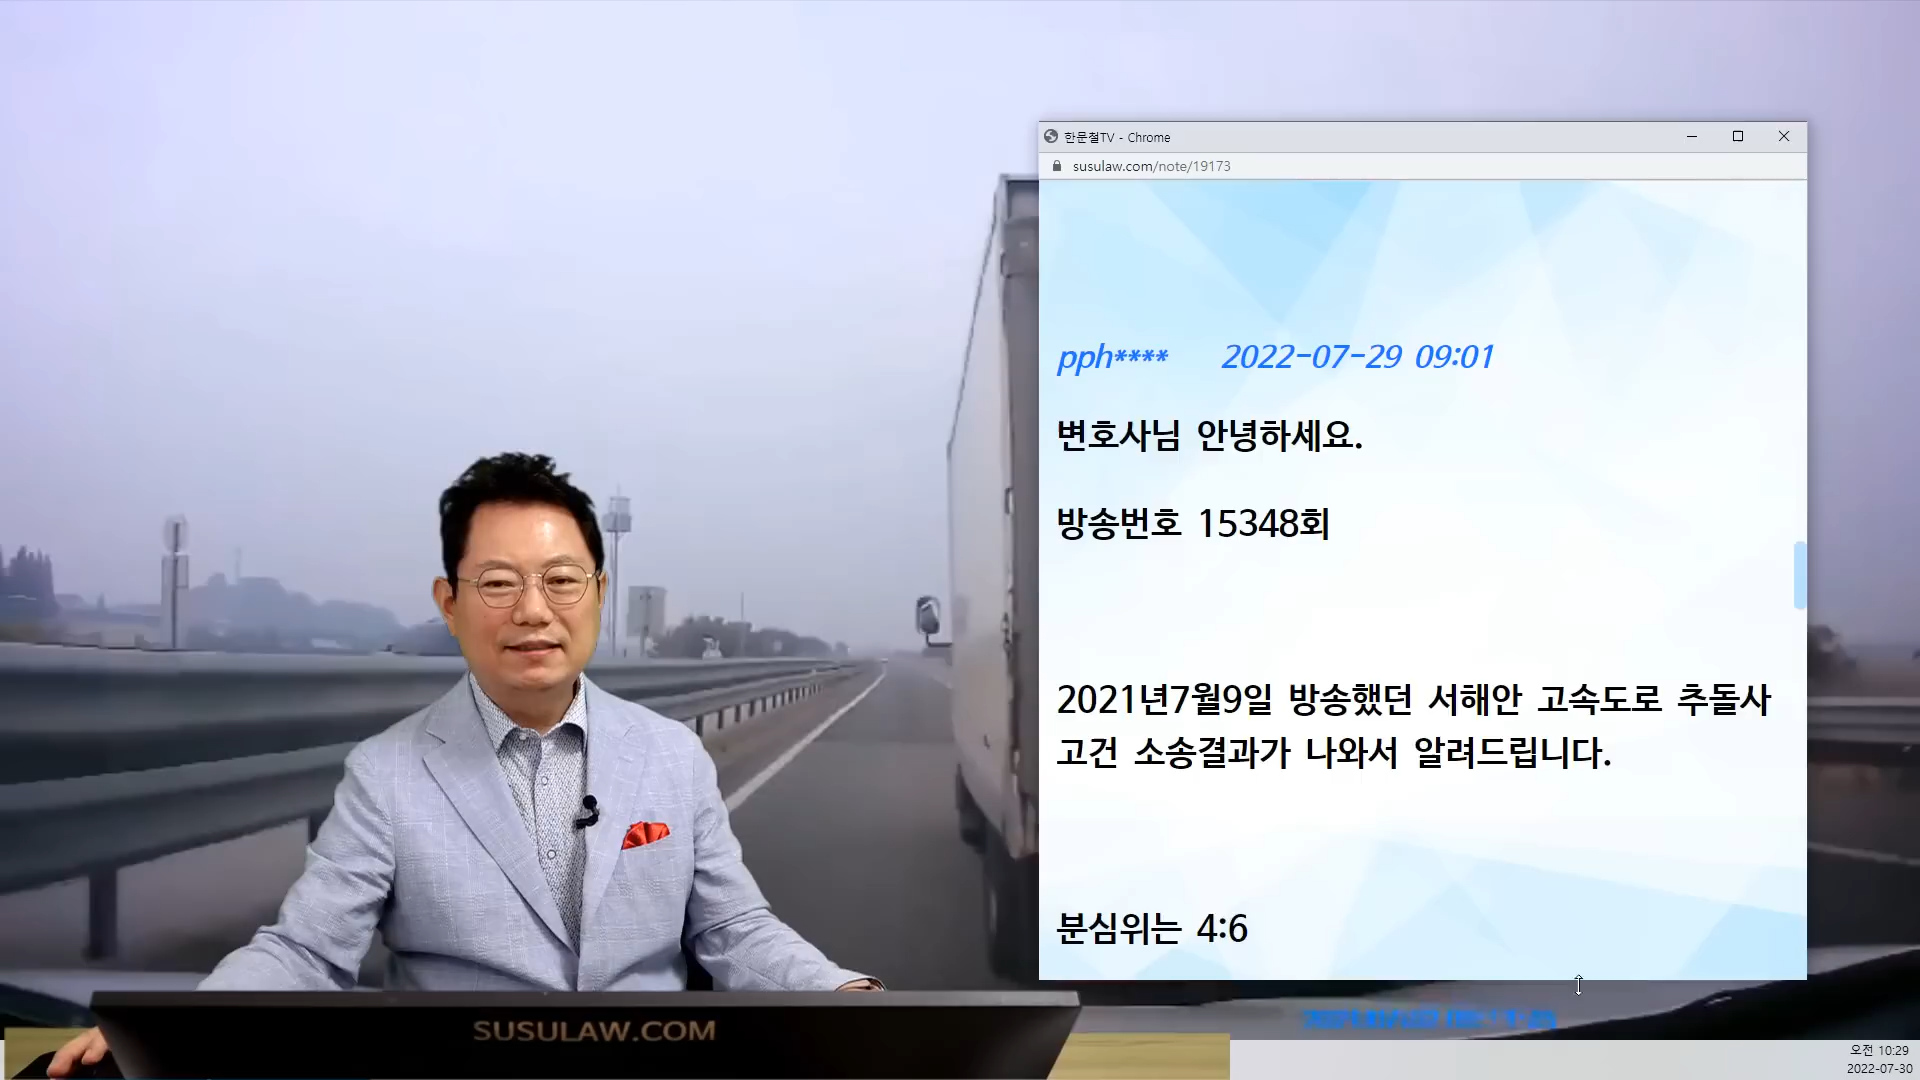 한문철TV - Chrome
susulaw.com/note/19173
pph**** 2022-07-29 09:01
변호사님 안녕하세요.
방송번호 15348회
2021년7월9일 방송했던 서해안 고속도로 추돌사
고건 소송결과가 나와서 알려드립니다.
분심위는 4:6
SUSULAW.COM
오전 10:29
2022-07-30